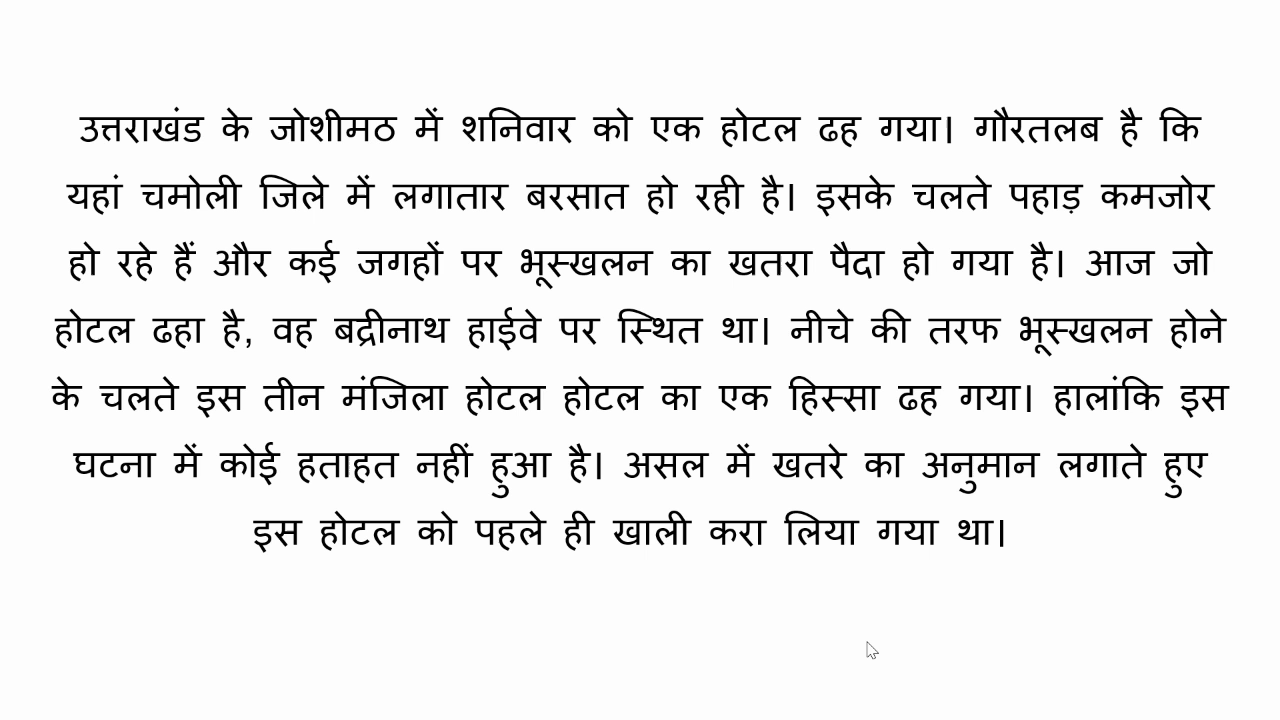 उत्तराखंड के जोशीमठ में शनिवार को एक होटल ढह गया। गौरतलब है कि
यहां चमोली जिले में लगातार बरसात हो रही है। इसके चलते पहाड़ कमजोर
हो रहे हैं और कई जगहों पर भूस्खलन का खतरा पैदा हो गया है। आज जो
होटल ढहा है, वह बद्रीनाथ हाईवे पर स्थित था। नीचे की तरफ भूस्खलन होने
के चलते इस तीन मंजिला होटल होटल का एक हिस्सा ढह गया। हालांकि इस
घटना में कोई हताहत नहीं हुआ है। असल में खतरे का अनुमान लगाते हुए
इस होटल को पहले ही खाली करा लिया गया था।